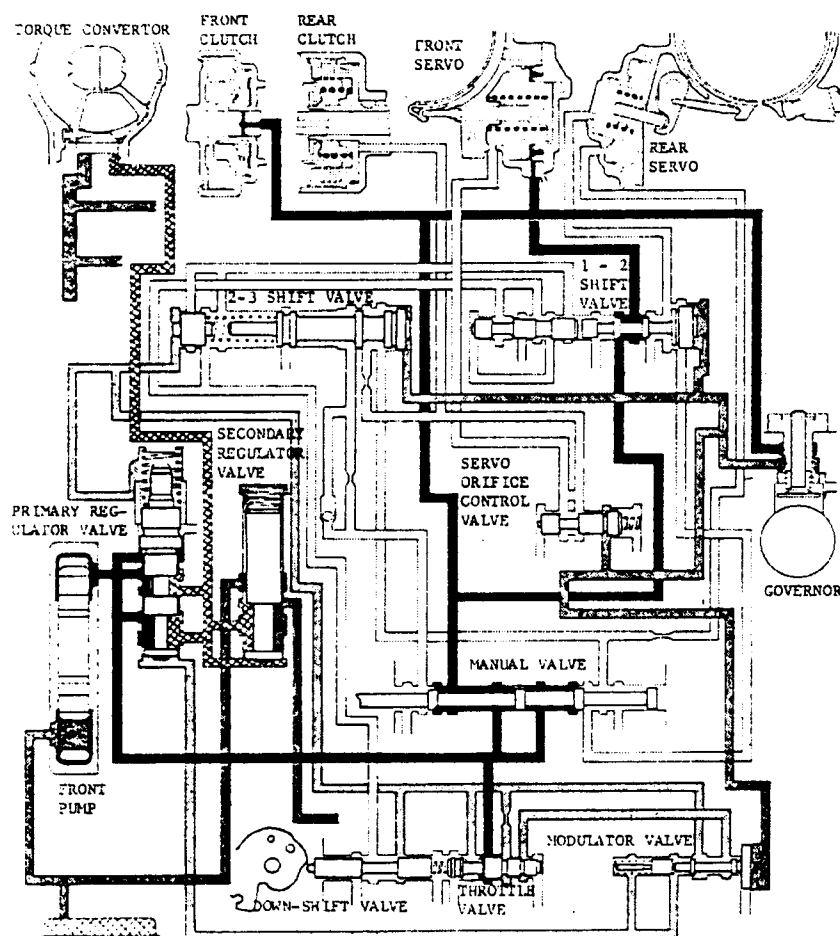 TORQUE CONVERTOR
FRONT
CLUTCH
REAR
CLUTCH
FRONT
SERVO
REAR
SERVO
1 - 2
SHIFT
VALVE
2-3 SHIFT VALVE
SECONDARY
REGULATOR
VALVE
SERVO
ORIFICE
CONTROL
VALVE
PRIMARY REG-
ULATOR VALVE
GOVERNOR
MANUAL VALVE
FRONT
PUMP
MODULATOR VALVE
DOWN-SHIFT VALVE
THROTTLE
VALVE